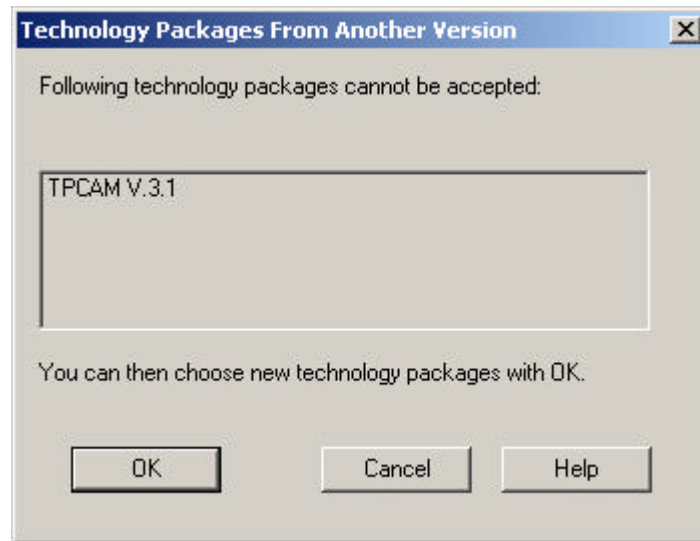 Technology Packages From Another Version
Following technology packages cannot be accepted:
TPCAM V.3.1
You can then choose new technology packages with OK.
OK
Cancel
Help